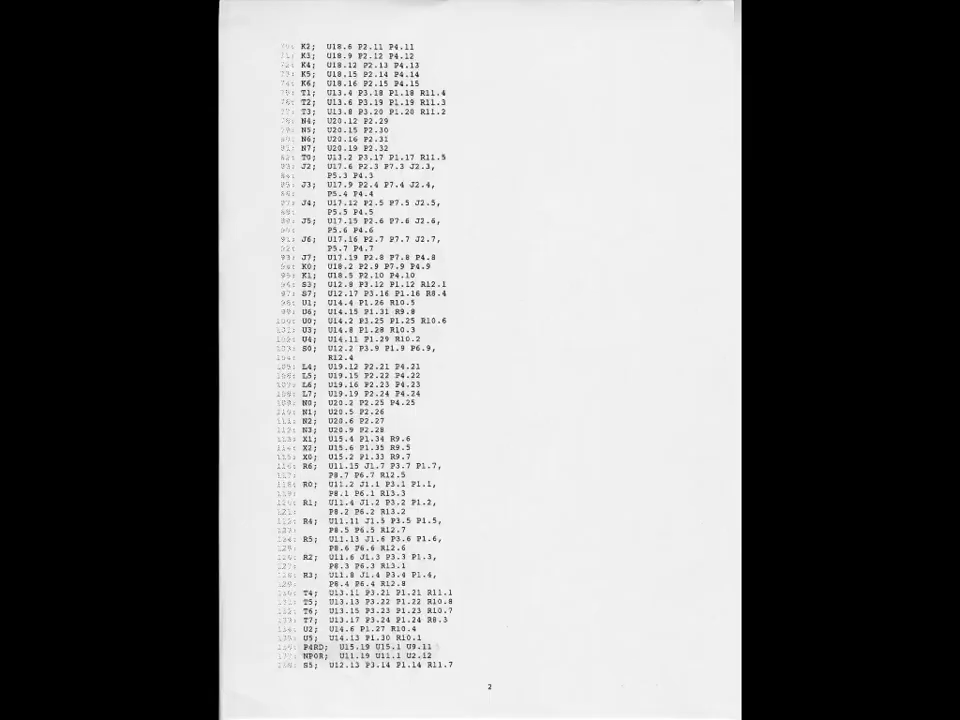 K2; U18.6 P2.11 P4.11
K3; U18.9 P2.12 P4.12
K4; U18.12 P2.13 P4.13
K5; U18.15 P2.14 P4.14
K6; U18.16 P2.15 P4.15
T1; U13.4 P3.18 P1.18 R11.4
T2; U13.6 P3.19 P1.19 R11.3
T3; U13.8 P3.20 P1.20 R11.2
N4; U20.12 P2.29
N5; U20.15 P2.30
N6; U20.16 P2.31
N7; U20.19 P2.32
T0; U13.2 P3.17 P1.17 R11.5
J2; U17.6 P2.3 P7.3 J2.3,
P5.3 P4.3
J3; U17.9 P2.4 P7.4 J2.4,
P5.4 P4.4
J4; U17.12 P2.5 P7.5 J2.5,
P5.5 P4.5
J5; U17.15 P2.6 P7.6 J2.6,
P5.6 P4.6
J6; U17.16 P2.7 P7.7 J2.7,
P5.7 P4.7
J7; U17.19 P2.8 P7.8 P4.8
K0; U18.2 P2.9 P7.9 P4.9
K1; U18.5 P2.10 P4.10
S3; U12.8 P3.12 P1.12 R12.1
S7; U12.17 P3.16 P1.16 R8.4
U1; U14.4 P1.26 R10.5
U6; U14.15 P1.31 R9.8
U0; U14.2 P3.25 P1.25 R10.6
U3; U14.8 P1.28 R10.3
U4; U14.11 P1.29 R10.2
S0; U12.2 P3.9 P1.9 P6.9,
R12.4
L4; U19.12 P2.21 P4.21
L5; U19.15 P2.22 P4.22
L6; U19.16 P2.23 P4.23
L7; U19.19 P2.24 P4.24
N0; U20.2 P2.25 P4.25
N1; U20.5 P2.26
N2; U20.6 P2.27
N3; U20.9 P2.28
X1; U15.4 P1.34 R9.6
X2; U15.6 P1.35 R9.5
X0; U15.2 P1.33 R9.7
R6; U11.15 J1.7 P3.7 P1.7,
P8.7 P6.7 R12.5
R0; U11.2 J1.1 P3.1 P1.1,
P8.1 P6.1 R13.3
R1; U11.4 J1.2 P3.2 P1.2,
P8.2 P6.2 R13.2
R4; U11.11 J1.5 P3.5 P1.5,
P8.5 P6.5 R12.7
R5; U11.13 J1.6 P3.6 P1.6,
P8.6 P6.6 R12.6
R2; U11.6 J1.3 P3.3 P1.3,
P8.3 P6.3 R13.1
R3; U11.8 J1.4 P3.4 P1.4,
P8.4 P6.4 R12.8
T4; U13.11 P3.21 P1.21 R11.1
T5; U13.13 P3.22 P1.22 R10.8
T6; U13.15 P3.23 P1.23 R10.7
T7; U13.17 P3.24 P1.24 R8.3
U2; U14.6 P1.27 R10.4
U5; U14.13 P1.30 R10.1
P4RD; U15.19 U15.1 U9.11
NPOR; U11.19 U11.1 U2.12
S5; U12.13 P3.14 P1.14 R11.7
2